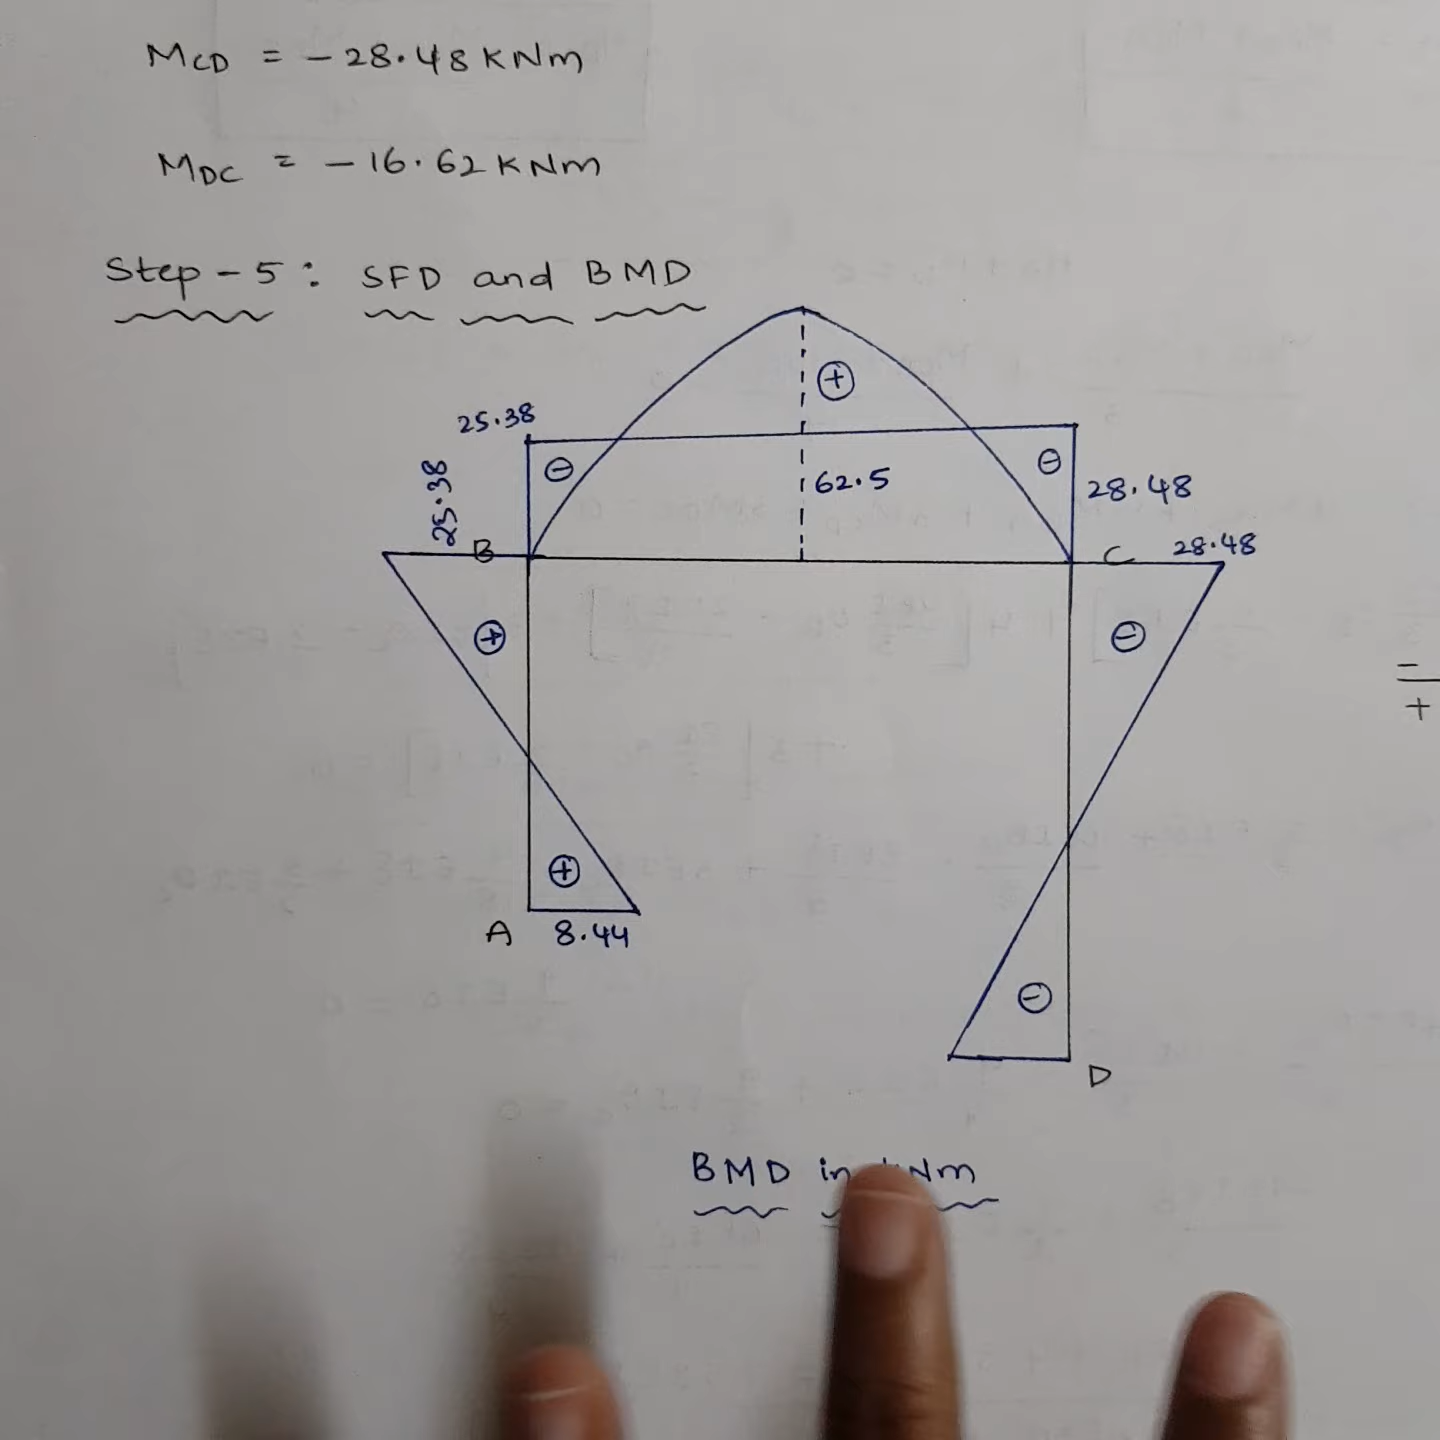 MCD = -28.48 KNm
MDC = -16.62 KNm
Step-5: SFD and BMD
+
25.38
25.38
-
-
62.5
28.48
B
C
28.48
+
-
-
+
+
A
8.44
-
D
BMD in kNm